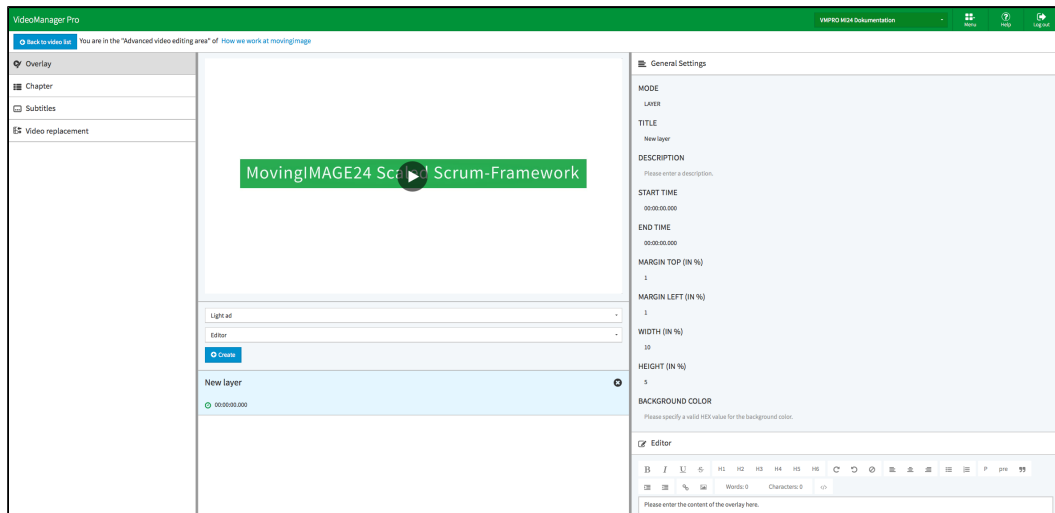 VideoManager Pro
VMPRO MI24 Dokumentation
Menu
Help
Log out
Back to video list
You are in the "Advanced video editing area" of How we work at movingimage
Overlay
Chapter
Subtitles
Video replacement
MovingIMAGE24 Scaled Scrum-Framework
Light ad
Editor
Create
New layer
00:00:00.000
General Settings
MODE
LAYER
TITLE
New layer
DESCRIPTION
Please enter a description.
START TIME
00:00:00.000
END TIME
00:00:00.000
MARGIN TOP (IN %)
1
MARGIN LEFT (IN %)
1
WIDTH (IN %)
10
HEIGHT (IN %)
5
BACKGROUND COLOR
Please specify a valid HEX value for the background color.
Editor
B I U S H1 H2 H3 H4 H5 H6 P pre
Words: 0 Characters: 0 </>
Please enter the content of the overlay here.